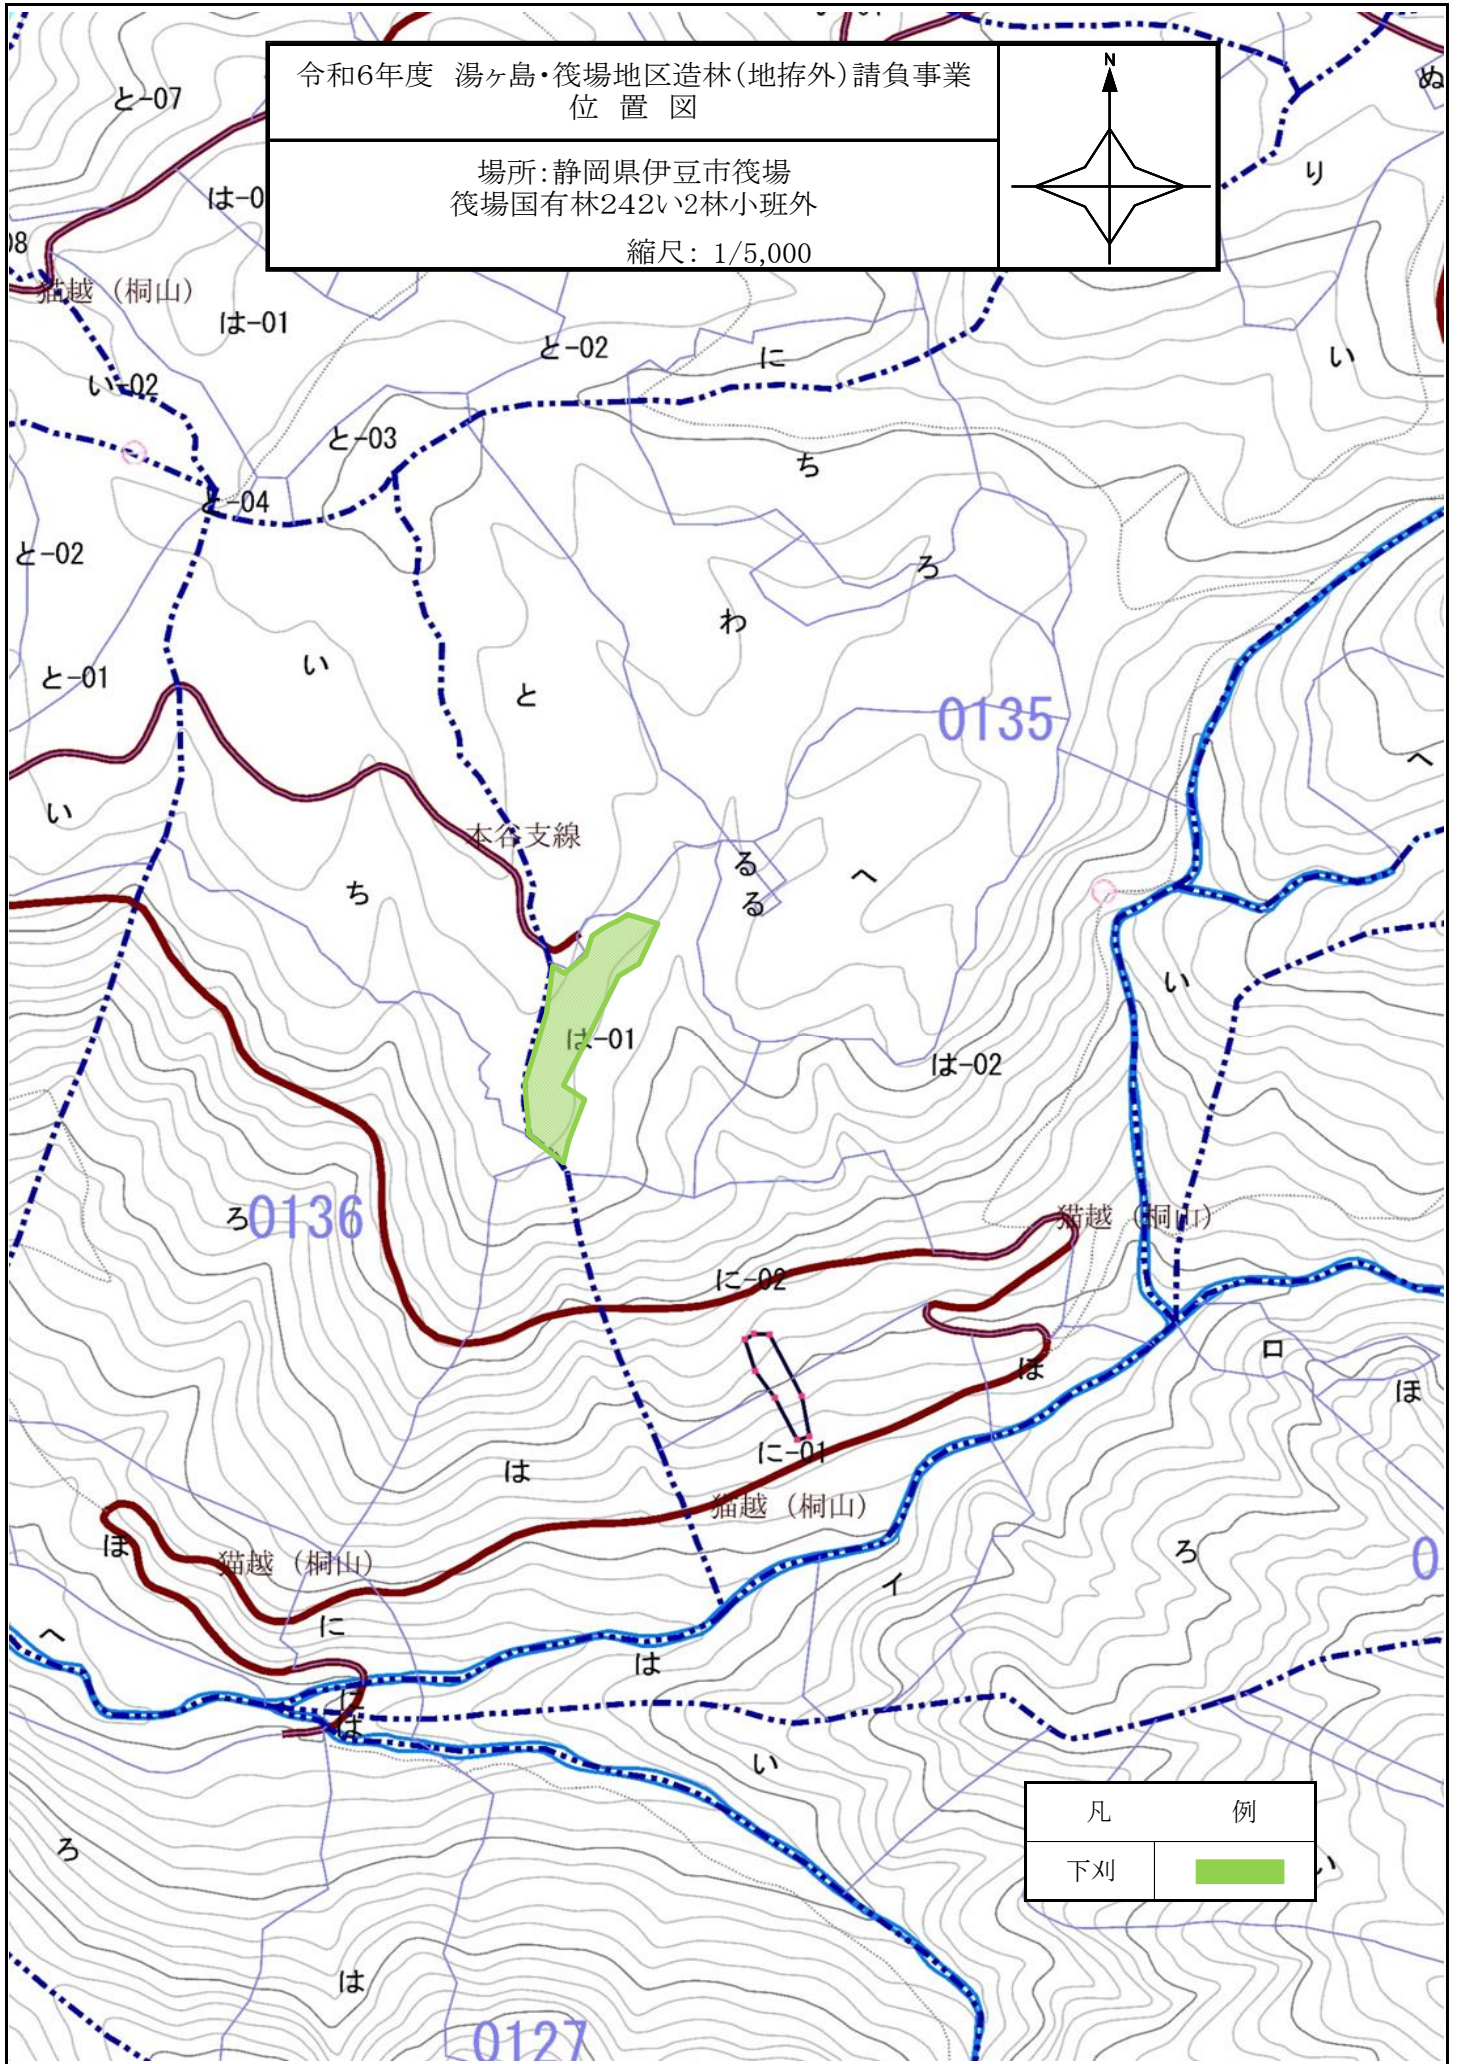 令和6年度 湯ヶ島・筏場地区造林(地拵外)請負事業
位 置 図
場所:静岡県伊豆市筏場
筏場国有林242い2林小班外
縮尺: 1/5,000
N
と-07
ぬ
り
は-0
08
猫越 (桐山)
は-01
と-02
に
い
い-02
と-03
ち
と-04
と-02
ろ
わ
い
と-01
と
0135
へ
い
本谷支線
る
へ
ち
る
い
は-01
は-02
ろ
0136
猫越 (桐山)
に-02
ロ
ほ
ほ
に-01
は
猫越 (桐山)
ほ
猫越 (桐山)
ろ
0
イ
に
へ
は
に
は
い
凡 例
下刈
い
ろ
は
0127